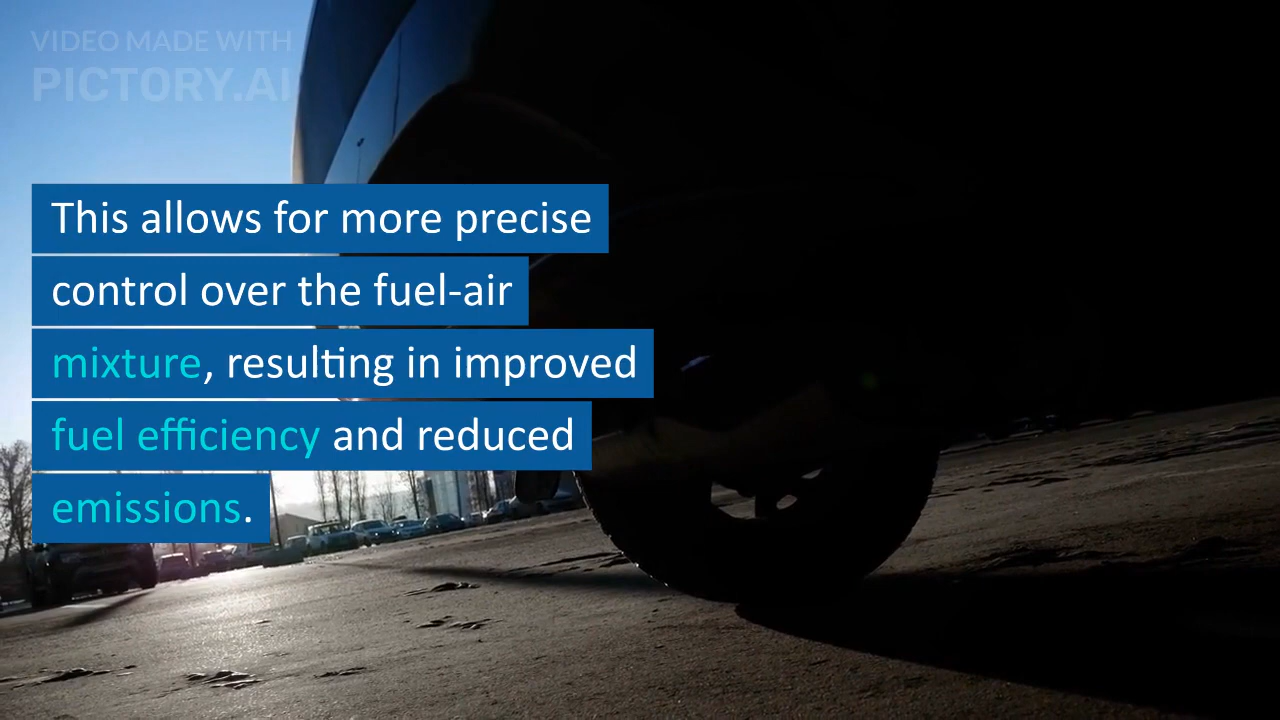 VIDEO MADE WITH
PICTORY.AI
This allows for more precise
control over the fuel-air
mixture, resulting in improved
fuel efficiency and reduced
emissions.